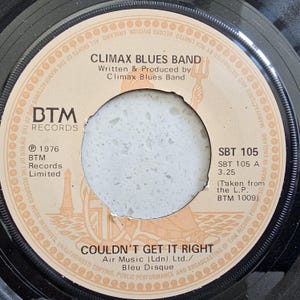 CLIMAX BLUES BAND
Written & Produced by
Climax Blues Band
BTM
RECORDS
℗ 1976
BTM
Records
Limited
SBT 105
SBT 105 A
3.25
(Taken from
the L.P.
BTM 1009)
COULDN'T GET IT RIGHT
Air Music (Ldn) Ltd./
Bleu Disque